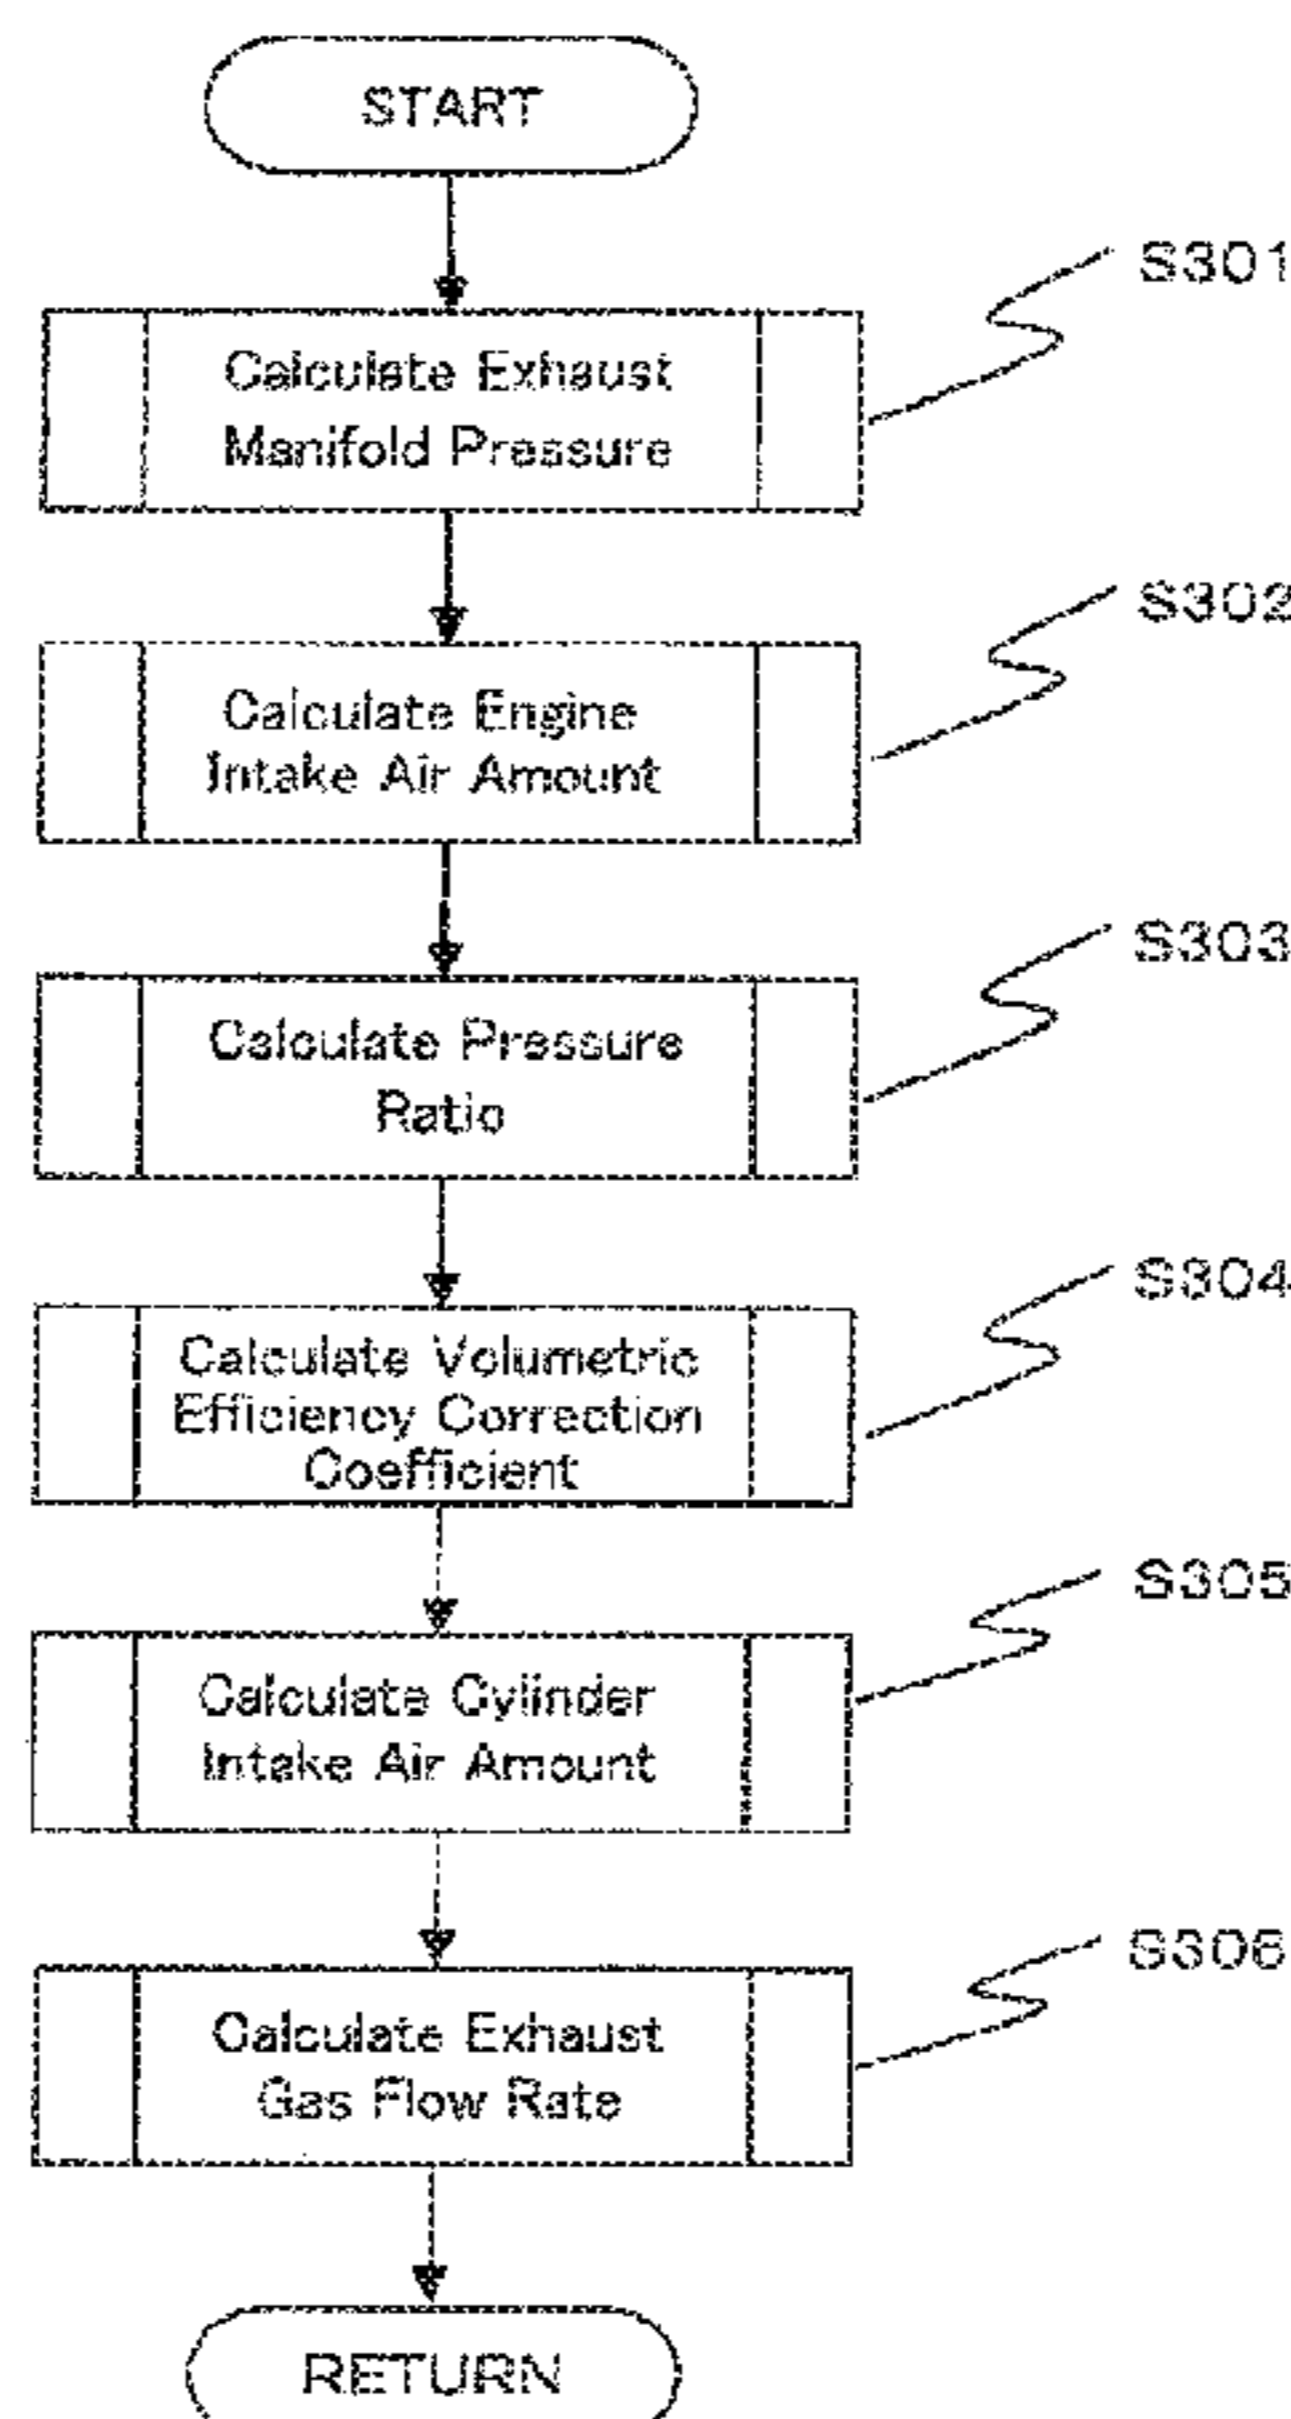 START
S301
Calculate Exhaust
Manifold Pressure
S302
Calculate Engine
Intake Air Amount
S303
Calculate Pressure
Ratio
S304
Calculate Volumetric
Efficiency Correction
Coefficient
S305
Calculate Cylinder
Intake Air Amount
S306
Calculate Exhaust
Gas Flow Rate
RETURN